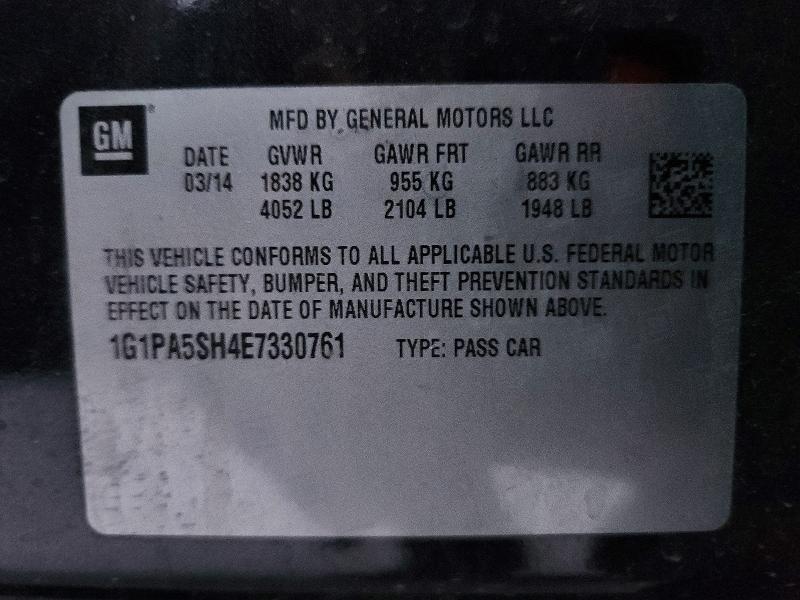 GM
MFD BY GENERAL MOTORS LLC
DATE GVWR GAWR FRT GAWR RR
03/14 1838 KG 955 KG 883 KG
4052 LB 2104 LB 1948 LB
THIS VEHICLE CONFORMS TO ALL APPLICABLE U.S. FEDERAL MOTOR
VEHICLE SAFETY, BUMPER, AND THEFT PREVENTION STANDARDS IN
EFFECT ON THE DATE OF MANUFACTURE SHOWN ABOVE.
1G1PA5SH4E7330761 TYPE: PASS CAR